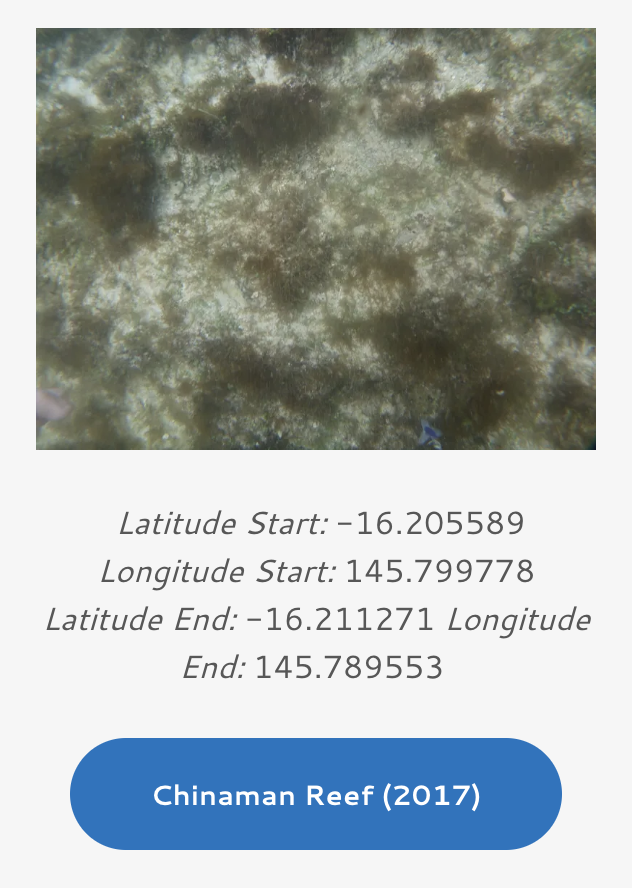 Latitude Start: -16.205589
Longitude Start: 145.799778
Latitude End: -16.211271 Longitude
End: 145.789553
Chinaman Reef (2017)